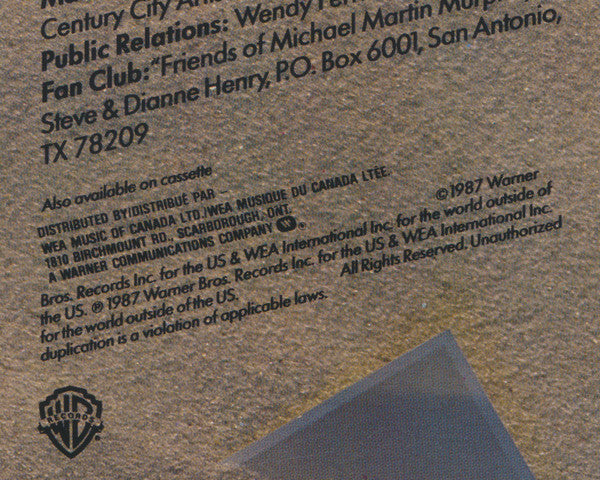 Century City
Public Relations: Wendy
Fan Club: "Friends of Michael Martin
Steve & Dianne Henry, P.O. Box 6001, San Antonio,
TX 78209
Also available on cassette
DISTRIBUTED BY/DISTRIBUÉ PAR –
WEA MUSIC OF CANADA LTD./WEA MUSIQUE DU CANADA LTÉE.
1810 BIRCHMOUNT RD., SCARBOROUGH, ONT.
A WARNER COMMUNICATIONS COMPANY W.
©1987 Warner
Bros. Records Inc. for the US & WEA International Inc. for the world outside of
the US. ℗ 1987 Warner Bros. Records Inc. for the US & WEA International Inc.
for the world outside of the US. All Rights Reserved. Unauthorized
duplication is a violation of applicable laws.
WB
RECORDS